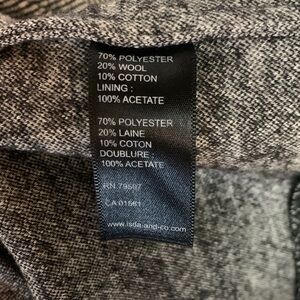 70% POLYESTER
20% WOOL
10% COTTON
LINING :
100% ACETATE
70% POLYESTER
20% LAINE
10% COTON
DOUBLURE :
100% ACETATE
RN 79507
CA 01561
www.isda-and-co.com